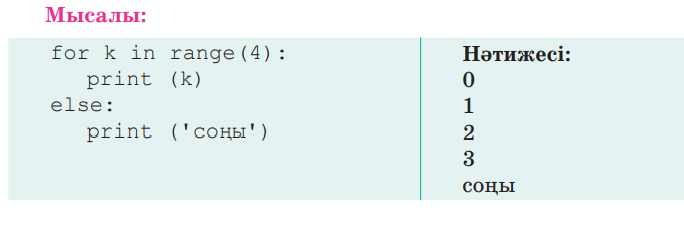 Мысалы:
for k in range(4):
print (k)
else:
print ('соңы')
Нәтижесі:
0
1
2
3
соңы